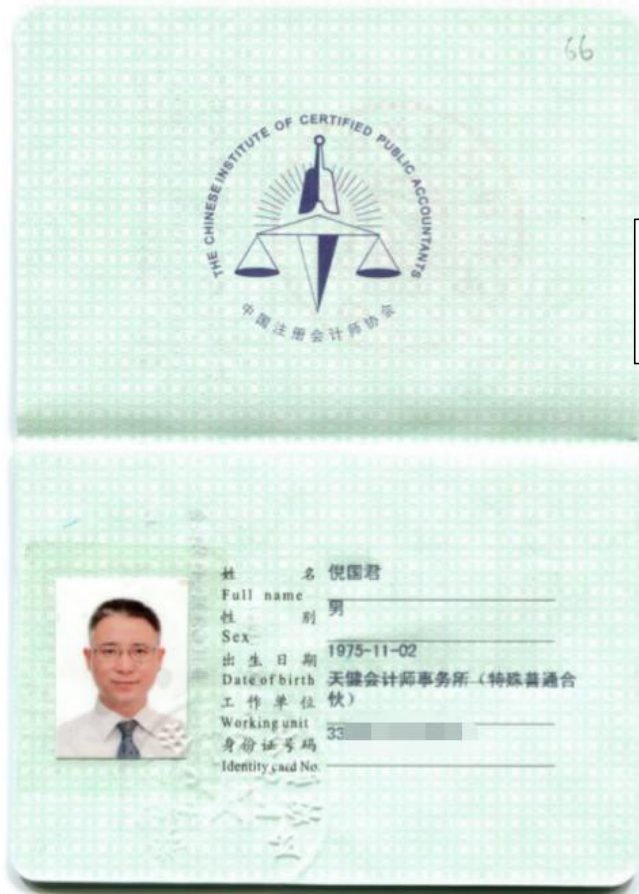 66
THE CHINESE INSTITUTE OF CERTIFIED PUBLIC ACCOUNTANTS
中国注册会计师协会
姓 名 倪国君
Full name
性 别 男
Sex
出生日期 1975-11-02
Date of birth
工作单位 天健会计师事务所（特殊普通合
伙）
Working unit
身份证号码 33
Identity card No.